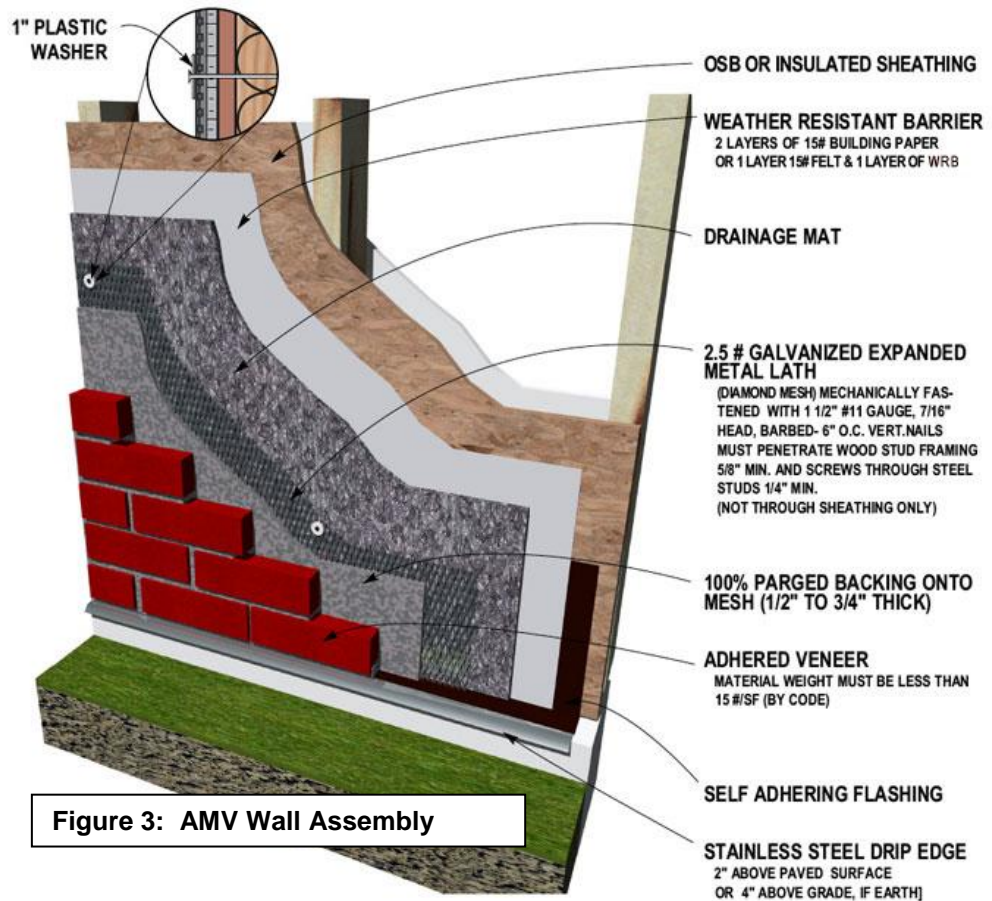 1" PLASTIC
WASHER
OSB OR INSULATED SHEATHING
WEATHER RESISTANT BARRIER
2 LAYERS OF 15# BUILDING PAPER
OR 1 LAYER 15# FELT & 1 LAYER OF WRB
DRAINAGE MAT
2.5 # GALVANIZED EXPANDED
METAL LATH
(DIAMOND MESH) MECHANICALLY FAS-
TENED WITH 1 1/2" #11 GAUGE, 7/16"
HEAD, BARBED- 6" O.C. VERT.NAILS
MUST PENETRATE WOOD STUD FRAMING
5/8" MIN. AND SCREWS THROUGH STEEL
STUDS 1/4" MIN.
(NOT THROUGH SHEATHING ONLY)
100% PARGED BACKING ONTO
MESH (1/2" TO 3/4" THICK)
ADHERED VENEER
MATERIAL WEIGHT MUST BE LESS THAN
15 #/SF (BY CODE)
SELF ADHERING FLASHING
STAINLESS STEEL DRIP EDGE
2" ABOVE PAVED SURFACE
OR 4" ABOVE GRADE, IF EARTH]
Figure 3: AMV Wall Assembly